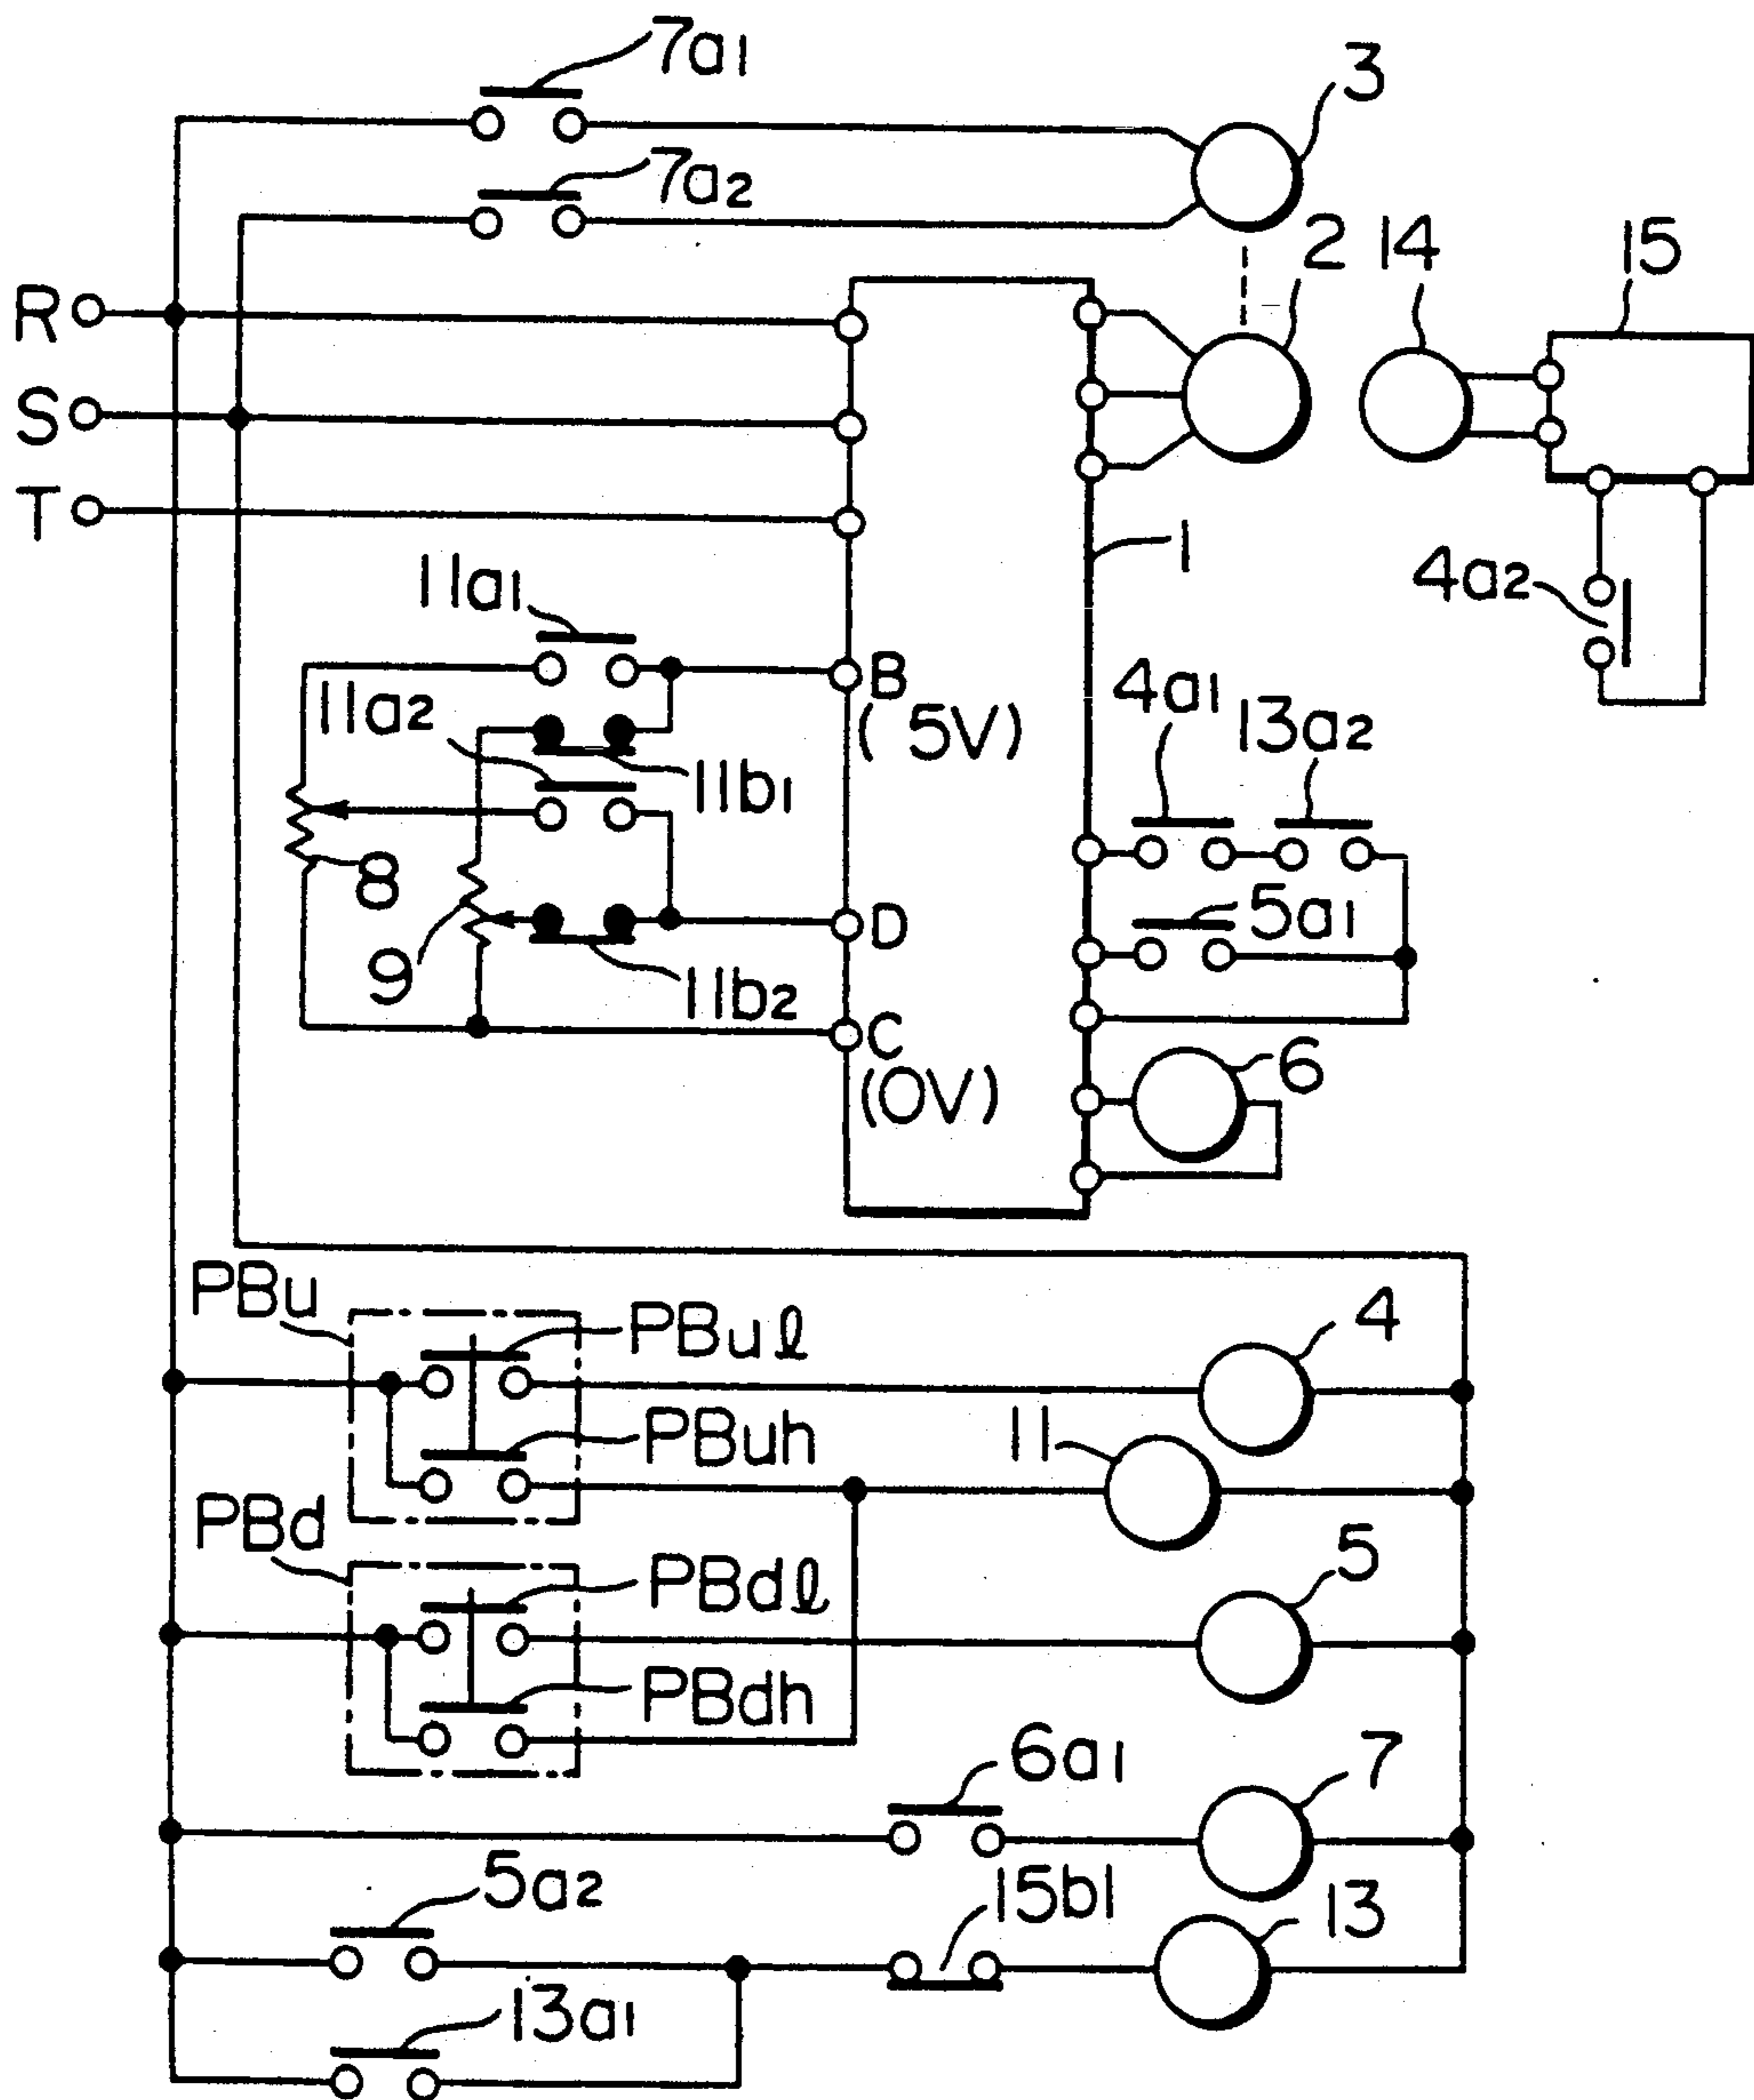 7a1
3
7a2
2
14
15
R
S
T
1
11a1
4a2
B
(5V)
11a2
4a1
13a2
11b1
8
5a1
D
9
11b2
C
(0V)
6
PBu
PBuℓ
4
PBuh
11
PBd
PBdℓ
5
PBdh
6a1
7
5a2
15b1
13
13a1